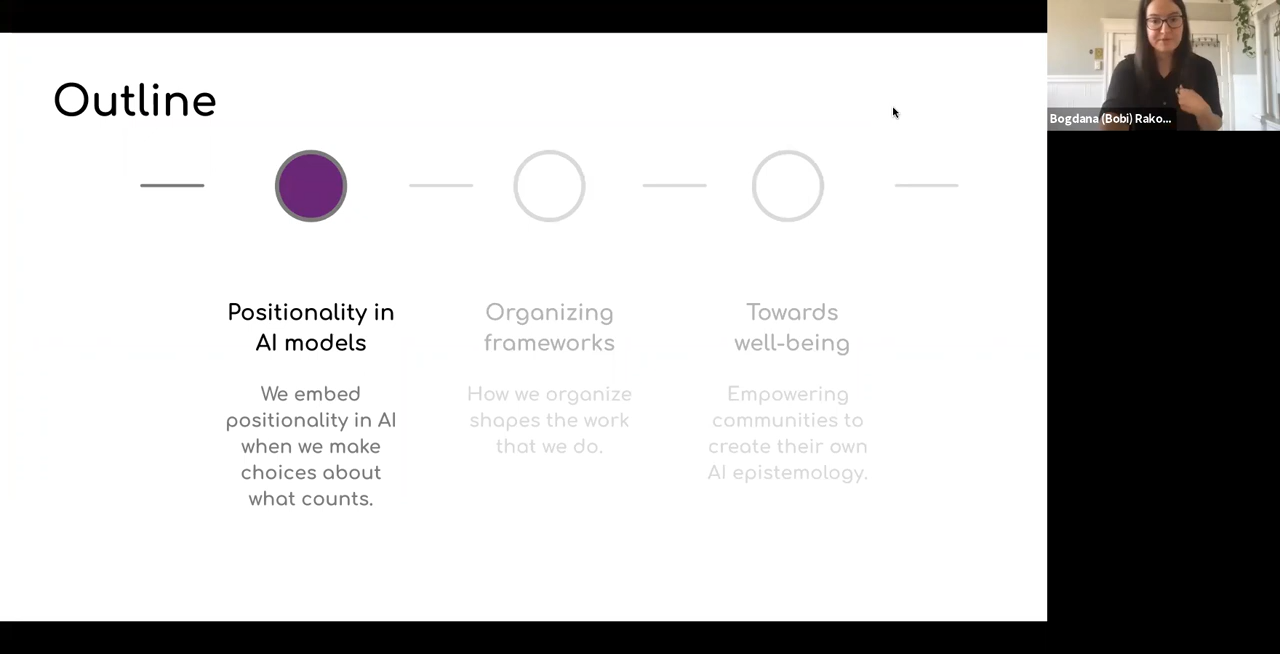 Outline
Positionality in
AI models
We embed
positionality in AI
when we make
choices about
what counts.
Organizing
frameworks
How we organize
shapes the work
that we do.
Towards
well-being
Empowering
communities to
create their own
AI epistemology.
Bogdana (Bobi) Rako...